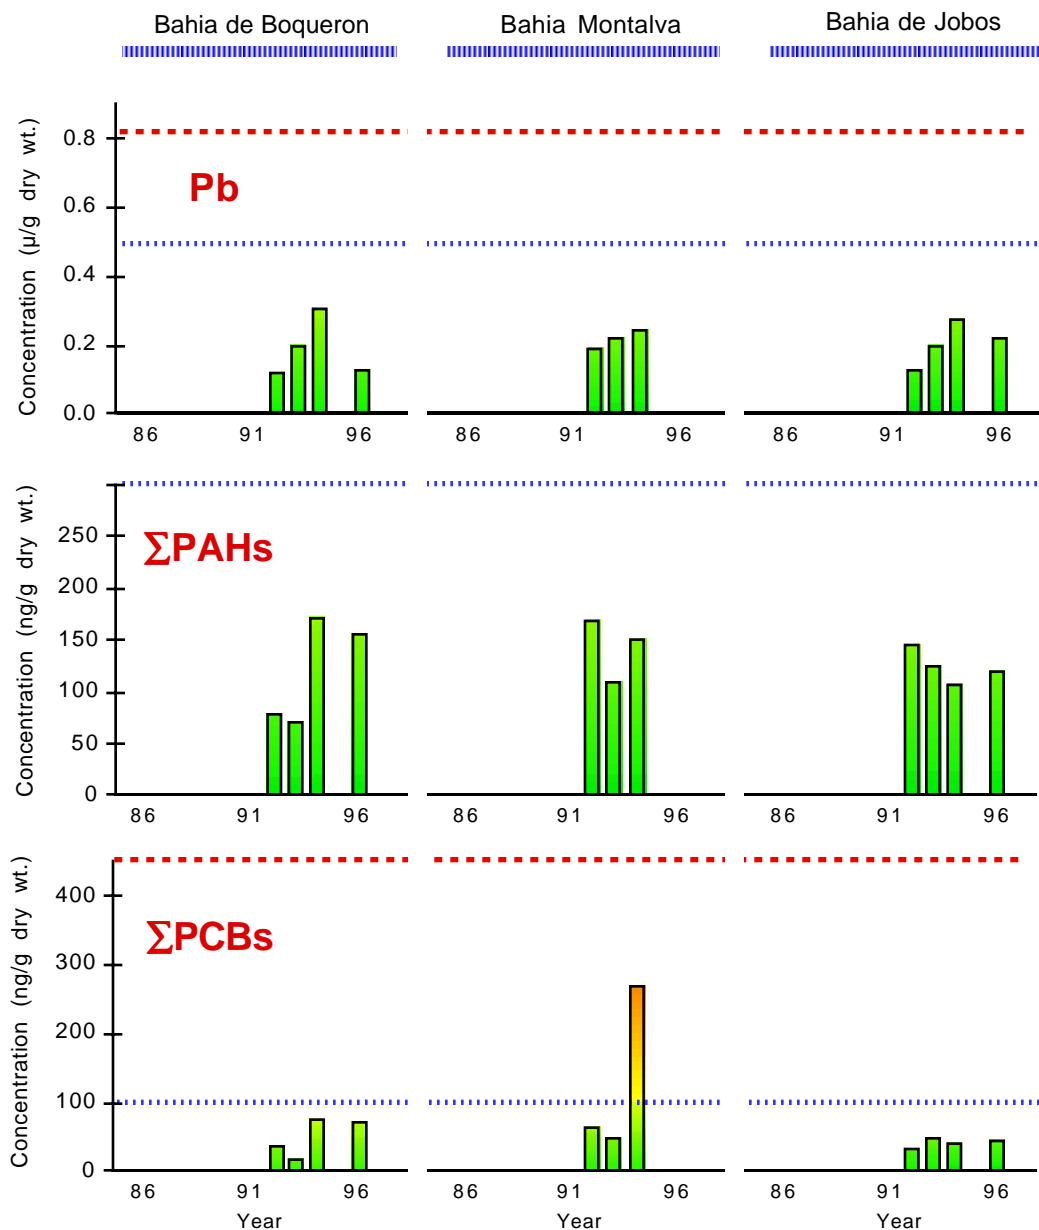 Bahia de Boqueron Bahia Montalva Bahia de Jobos
Concentration (µ/g dry wt.)
0.8
Pb
0.6
0.4
0.2
0.0
86 91 96 86 91 96 86 91 96
Concentration (ng/g dry wt.)
250
∑PAHs
200
150
100
50
0
86 91 96 86 91 96 86 91 96
Concentration (ng/g dry wt.)
400
∑PCBs
300
200
100
0
86 91 96 86 91 96 86 91 96
Year Year Year